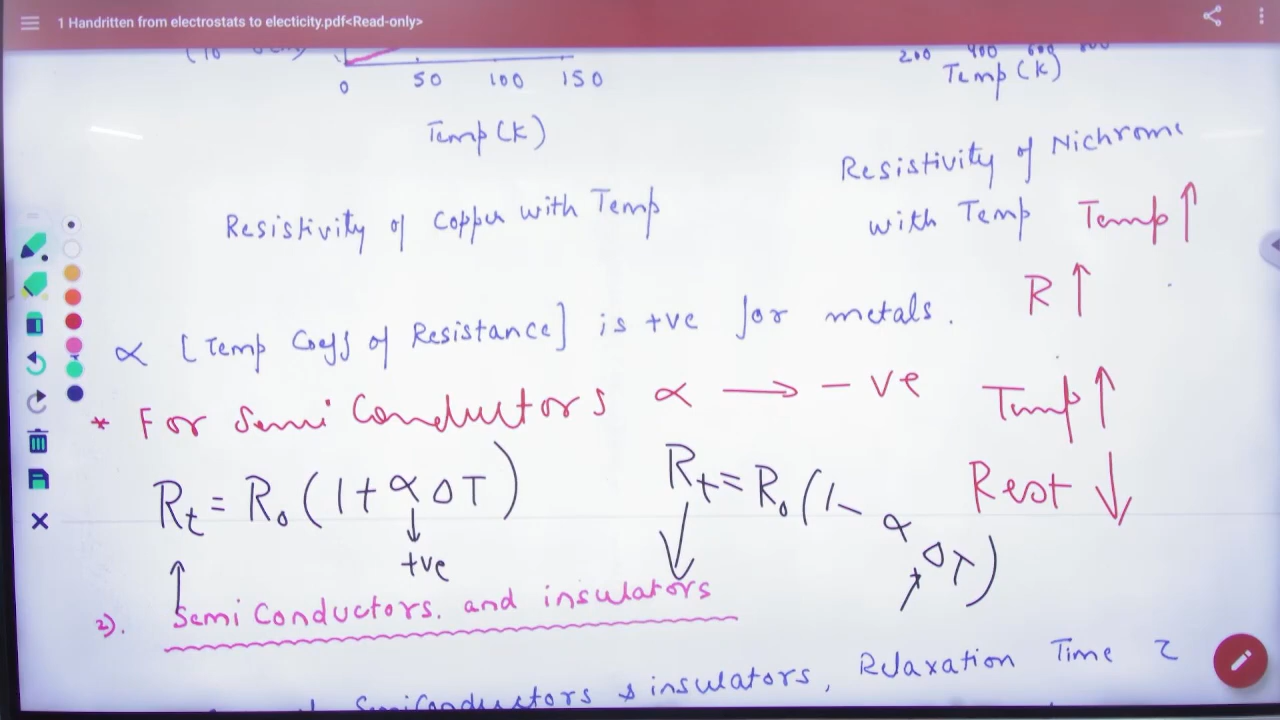 1 Handritten from electrostats to electicity.pdf<Read-only>
0 50 100 150
Temp (K)
200 400 600 800
Temp (K)
Resistivity of Copper with Temp
Resistivity of Nichrome
with Temp
Temp ↑
R ↑
∝ [Temp Coeff of Resistance] is +ve for metals.
* For Semi Conductors ∝ → - ve
Temp ↑
Rest ↓
Rt = R0 (1 + ∝ ΔT)
↓
+ve
↑
Rt = R0 (1 - ∝ ΔT)
↓
2). Semi Conductors. and insulators
SemiConductors & insulators, Relaxation Time τ